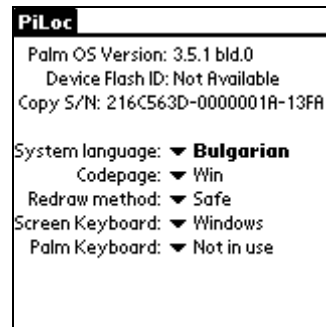 PiLoc
Palm OS Version: 3.5.1 bld.0
Device Flash ID: Not Available
Copy S/N: 216C563D-0000001A-13FA
System language: Bulgarian
Codepage: Win
Redraw method: Safe
Screen Keyboard: Windows
Palm Keyboard: Not in use